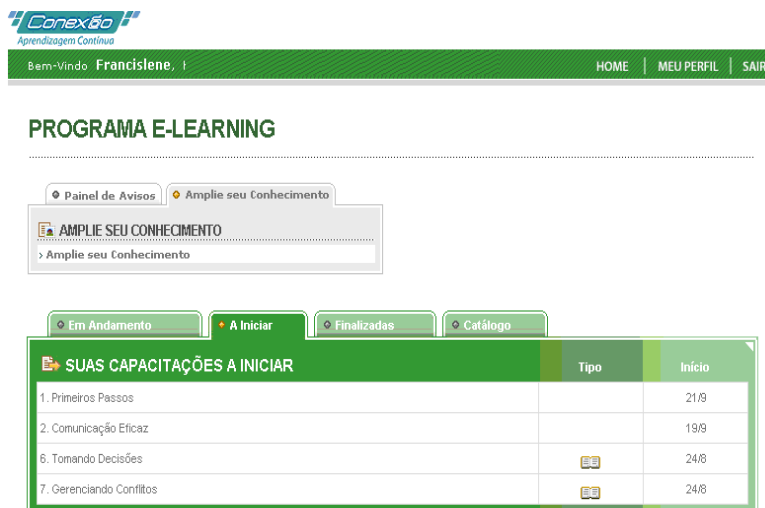 Conexão
Aprendizagem Contínua
Bem-Vindo Francislene,
HOME | MEU PERFIL | SAIR
PROGRAMA E-LEARNING
Painel de Avisos Amplie seu Conhecimento
AMPLIE SEU CONHECIMENTO
› Amplie seu Conhecimento
Em Andamento A Iniciar Finalizadas Catálogo
SUAS CAPACITAÇÕES A INICIAR Tipo Início
1. Primeiros Passos 21/9
2. Comunicação Eficaz 19/9
6. Tomando Decisões 24/8
7. Gerenciando Conflitos 24/8